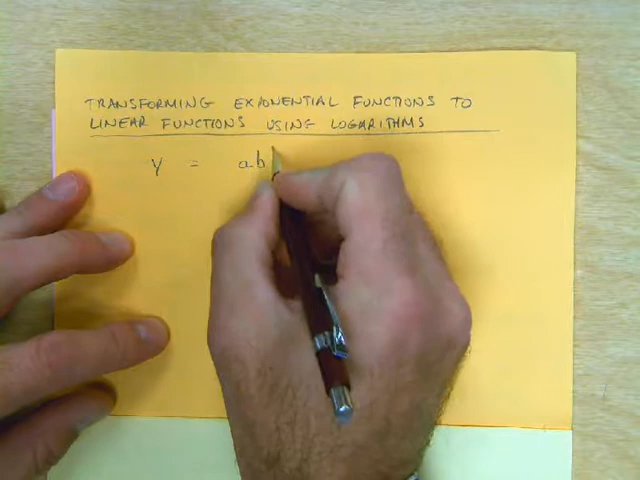 TRANSFORMING EXPONENTIAL FUNCTIONS TO
LINEAR FUNCTIONS USING LOGARITHMS
y = ab